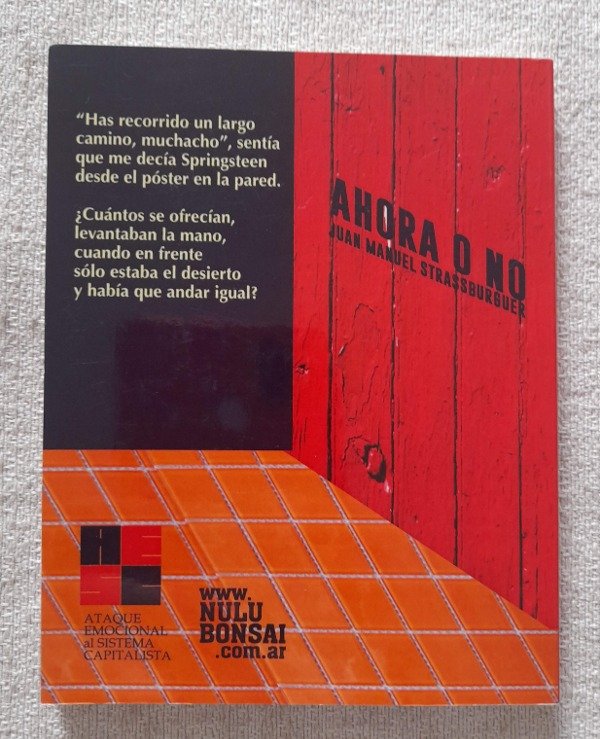 “Has recorrido un largo
camino, muchacho”, sentía
que me decía Springsteen
desde el póster en la pared.
¿Cuántos se ofrecían,
levantaban la mano,
cuando en frente
sólo estaba el desierto
y había que andar igual?
AHORA O NO
JUAN MANUEL STRASSBURGUER
AE
SC
ATAQUE
EMOCIONAL
al SISTEMA
CAPITALISTA
www.
NULU
BONSAI
.com.ar